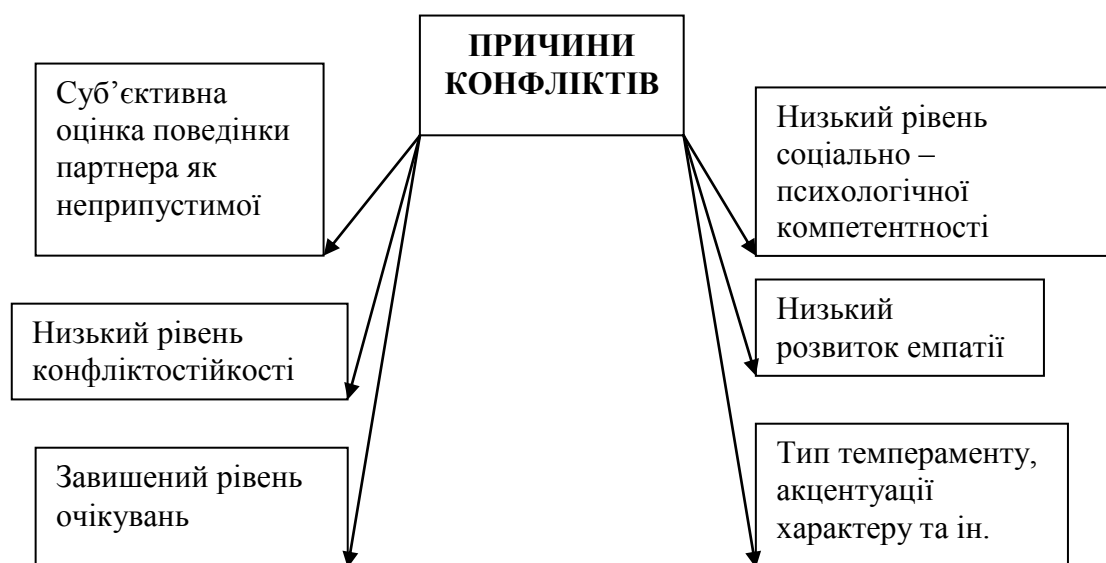 ПРИЧИНИ
КОНФЛІКТІВ
Суб’єктивна
оцінка поведінки
партнера як
неприпустимої
Низький рівень
соціально –
психологічної
компетентності
Низький рівень
конфліктостійкості
Низький
розвиток емпатії
Завишений рівень
очікувань
Тип темпераменту,
акцентуації
характеру та ін.